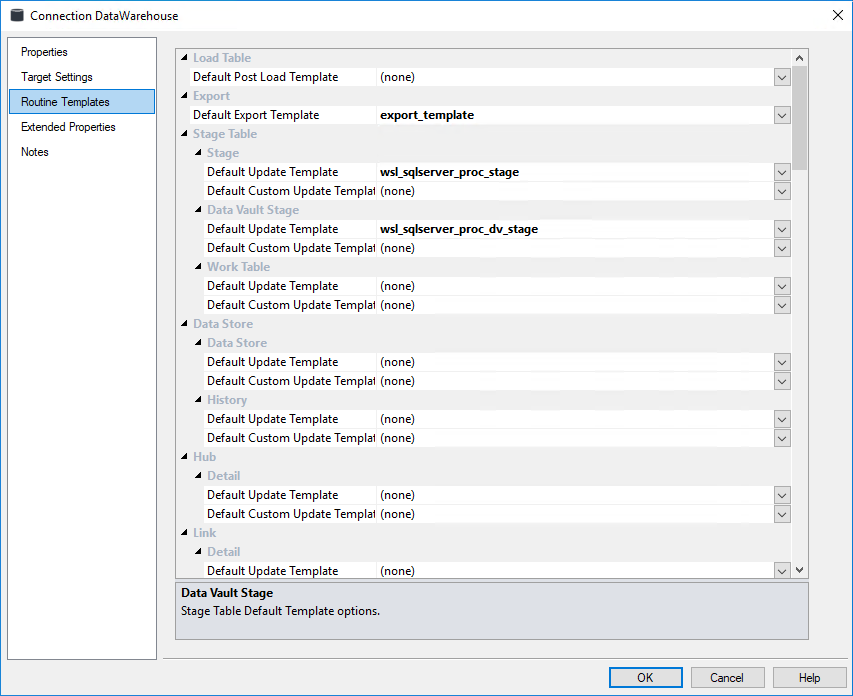 Connection DataWarehouse
Properties
Target Settings
Routine Templates
Extended Properties
Notes
Load Table
Default Post Load Template (none)
Export
Default Export Template export_template
Stage Table
Stage
Default Update Template wsl_sqlserver_proc_stage
Default Custom Update Templat (none)
Data Vault Stage
Default Update Template wsl_sqlserver_proc_dv_stage
Default Custom Update Templat (none)
Work Table
Default Update Template (none)
Default Custom Update Templat (none)
Data Store
Data Store
Default Update Template (none)
Default Custom Update Templat (none)
History
Default Update Template (none)
Default Custom Update Templat (none)
Hub
Detail
Default Update Template (none)
Default Custom Update Templat (none)
Link
Detail
Default Update Template (none)
Data Vault Stage
Stage Table Default Template options.
OK Cancel Help